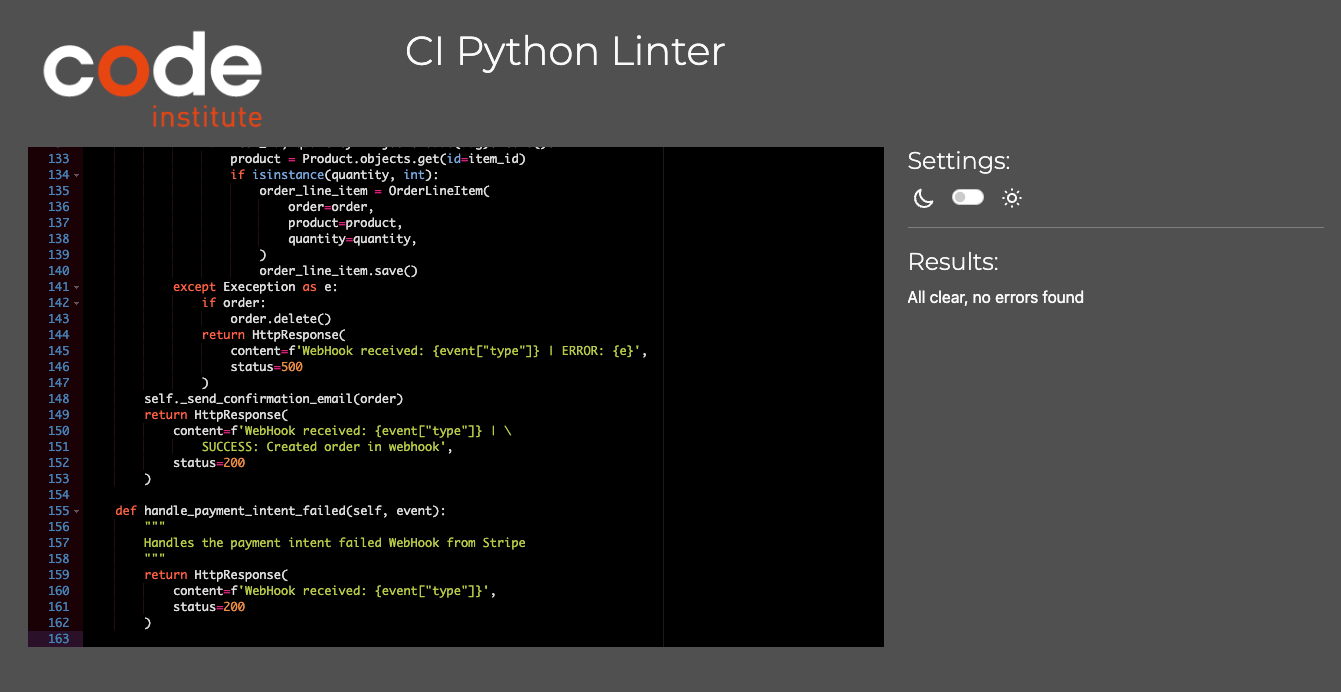 code
institute
CI Python Linter
133 product = Product.objects.get(id=item_id)
134 if isinstance(quantity, int):
135 order_line_item = OrderLineItem(
136 order=order,
137 product=product,
138 quantity=quantity,
139 )
140 order_line_item.save()
141 except Exeception as e:
142 if order:
143 order.delete()
144 return HttpResponse(
145 content=f'WebHook received: {event["type"]} | ERROR: {e}',
146 status=500
147 )
148 self._send_confirmation_email(order)
149 return HttpResponse(
150 content=f'WebHook received: {event["type"]} | \
151 SUCCESS: Created order in webhook',
152 status=200
153 )
154
155 def handle_payment_intent_failed(self, event):
156 """
157 Handles the payment intent failed WebHook from Stripe
158 """
159 return HttpResponse(
160 content=f'WebHook received: {event["type"]}',
161 status=200
162 )
163
Settings:
Results:
All clear, no errors found